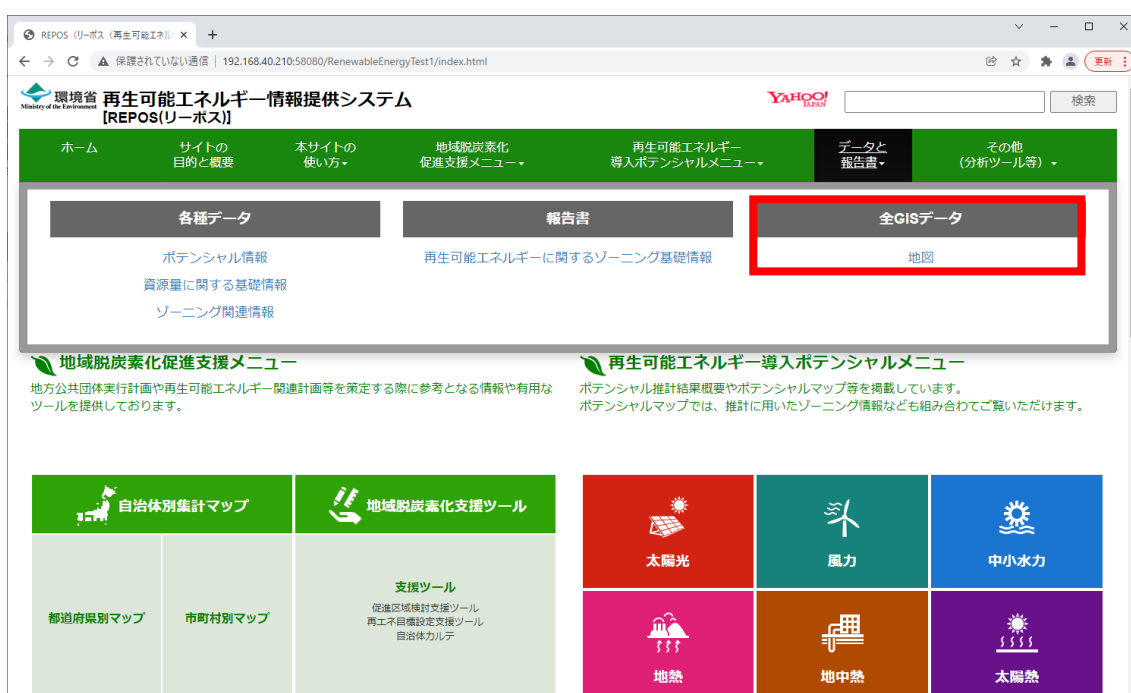 REPOS（リーポス（再生可能エネル
保護されていない通信 | 192.168.40.210:58080/RenewableEnergyTest1/index.html
更新
環境省
Ministry of the Environment
再生可能エネルギー情報提供システム
[REPOS(リーポス)]
YAHOO!
JAPAN
検索
ホーム
サイトの
目的と概要
本サイトの
使い方
地域脱炭素化
促進支援メニュー
再生可能エネルギー
導入ポテンシャルメニュー
データと
報告書
その他
(分析ツール等)
各種データ
報告書
全GISデータ
ポテンシャル情報
再生可能エネルギーに関するゾーニング基礎情報
地図
資源量に関する基礎情報
ゾーニング関連情報
地域脱炭素化促進支援メニュー
地方公共団体実行計画や再生可能エネルギー関連計画等を策定する際に参考となる情報や有用な
ツールを提供しております。
再生可能エネルギー導入ポテンシャルメニュー
ポテンシャル推計結果概要やポテンシャルマップ等を掲載しています。
ポテンシャルマップでは、推計に用いたゾーニング情報なども組み合わてご覧いただけます。
自治体別集計マップ
地域脱炭素化支援ツール
都道府県別マップ
市町村別マップ
支援ツール
促進区域検討支援ツール
再エネ目標設定支援ツール
自治体カルテ
太陽光
風力
中小水力
地熱
地中熱
太陽熱